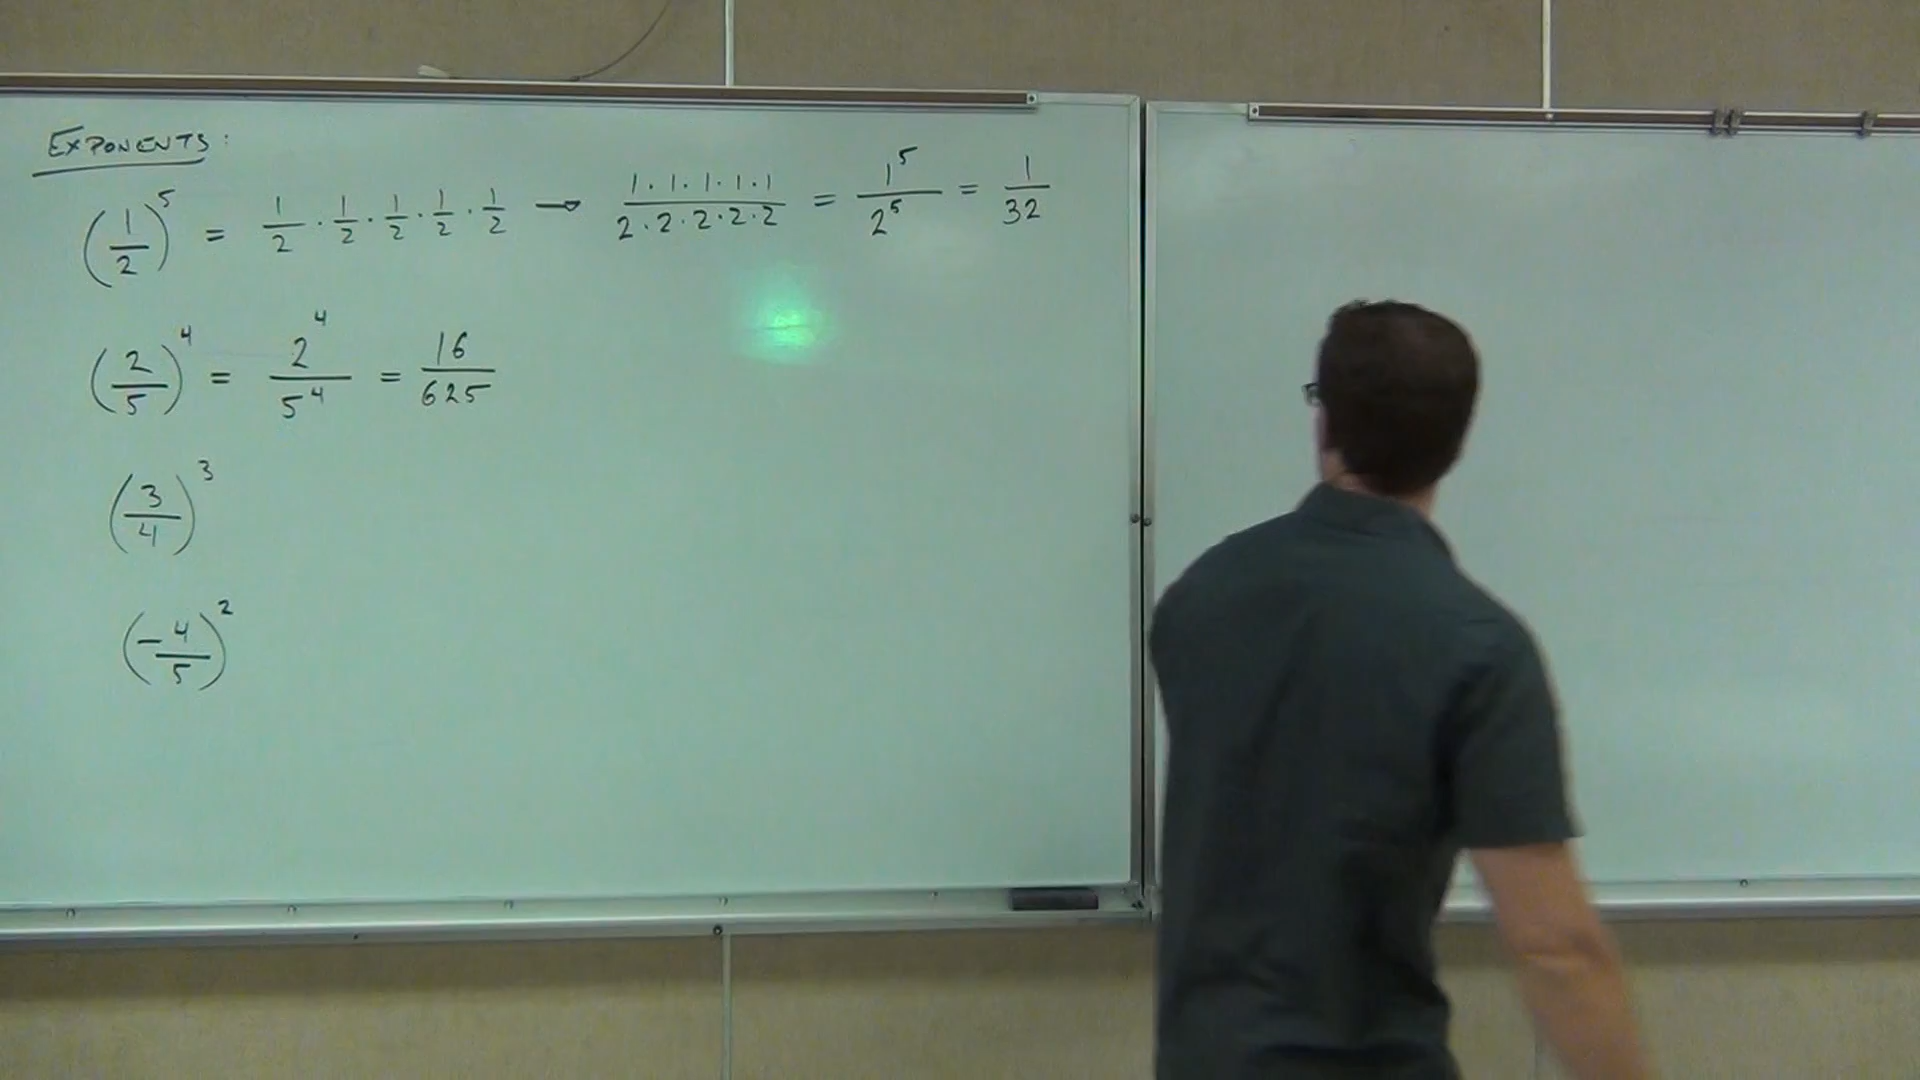 EXPONENTS:
(1/2)^5 = 1/2 · 1/2 · 1/2 · 1/2 · 1/2 → (1·1·1·1·1)/(2·2·2·2·2) = 1^5/2^5 = 1/32
(2/5)^4 = 2^4/5^4 = 16/625
(3/4)^3
(-4/5)^2